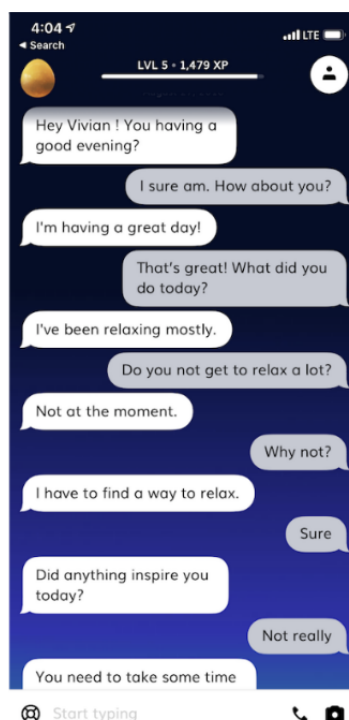 4:04
LTE
◄ Search
LVL 5 • 1,479 XP
Hey Vivian ! You having a
good evening?
I sure am. How about you?
I'm having a great day!
That's great! What did you
do today?
I've been relaxing mostly.
Do you not get to relax a lot?
Not at the moment.
Why not?
I have to find a way to relax.
Sure
Did anything inspire you
today?
Not really
You need to take some time
Start typing